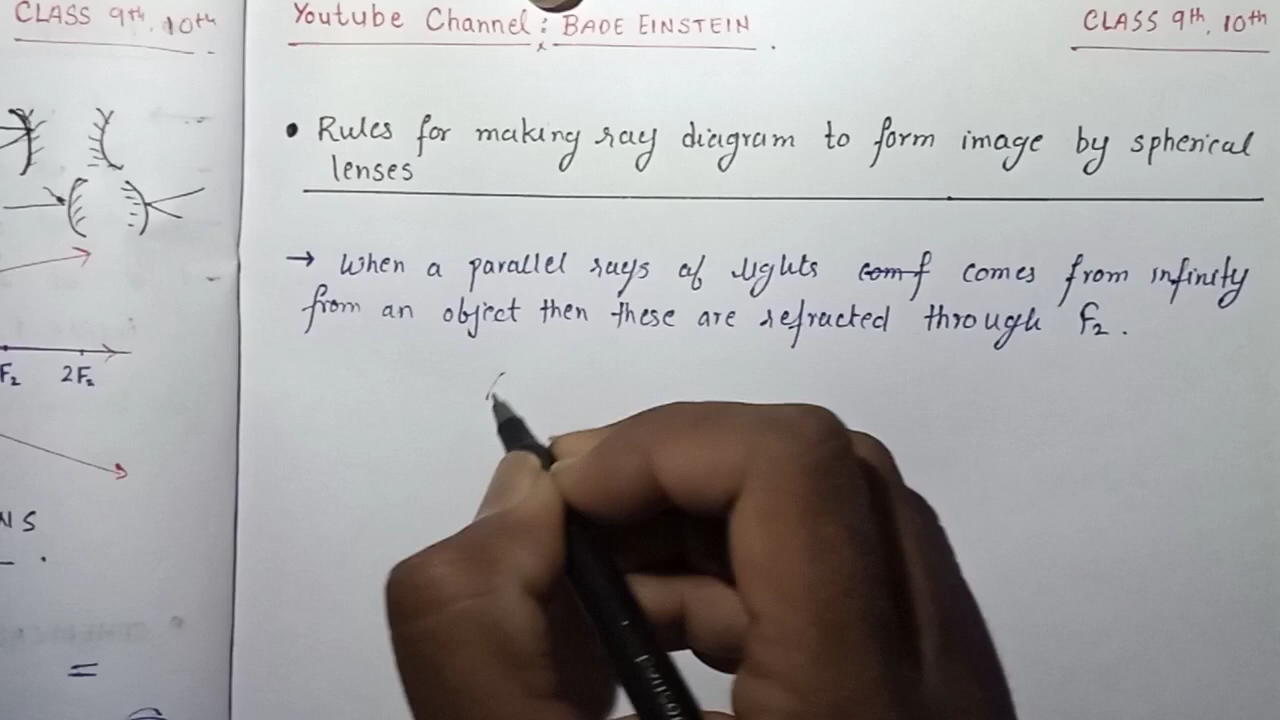 CLASS 9th, 10th
Youtube Channel: BADE EINSTEIN
CLASS 9th, 10th
• Rules for making ray diagram to form image by spherical
lenses
→ When a parallel rays of lights comf comes from infinity
from an object then these are refracted through F₂.
F₂ 2F₂
NS
=